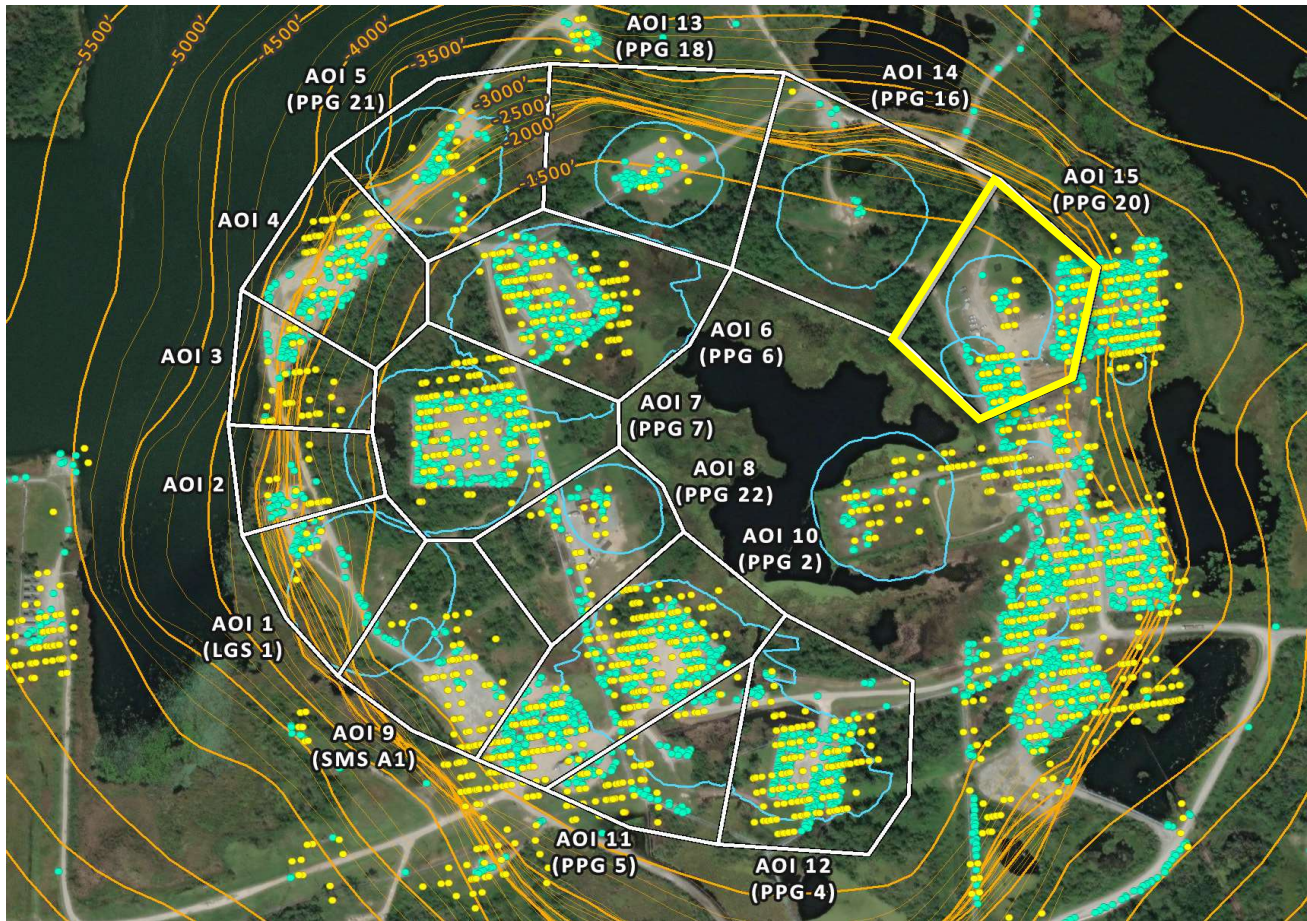 -5500'
-5000'
-4500'
-4000'
-3500'
-3000'
-2500'
-2000'
-1500'
AOI 13
(PPG 18)
AOI 5
(PPG 21)
AOI 14
(PPG 16)
AOI 15
(PPG 20)
AOI 4
AOI 3
AOI 6
(PPG 6)
AOI 7
(PPG 7)
AOI 2
AOI 8
(PPG 22)
AOI 10
(PPG 2)
AOI 1
(LGS 1)
AOI 9
(SMS A1)
AOI 11
(PPG 5)
AOI 12
(PPG 4)